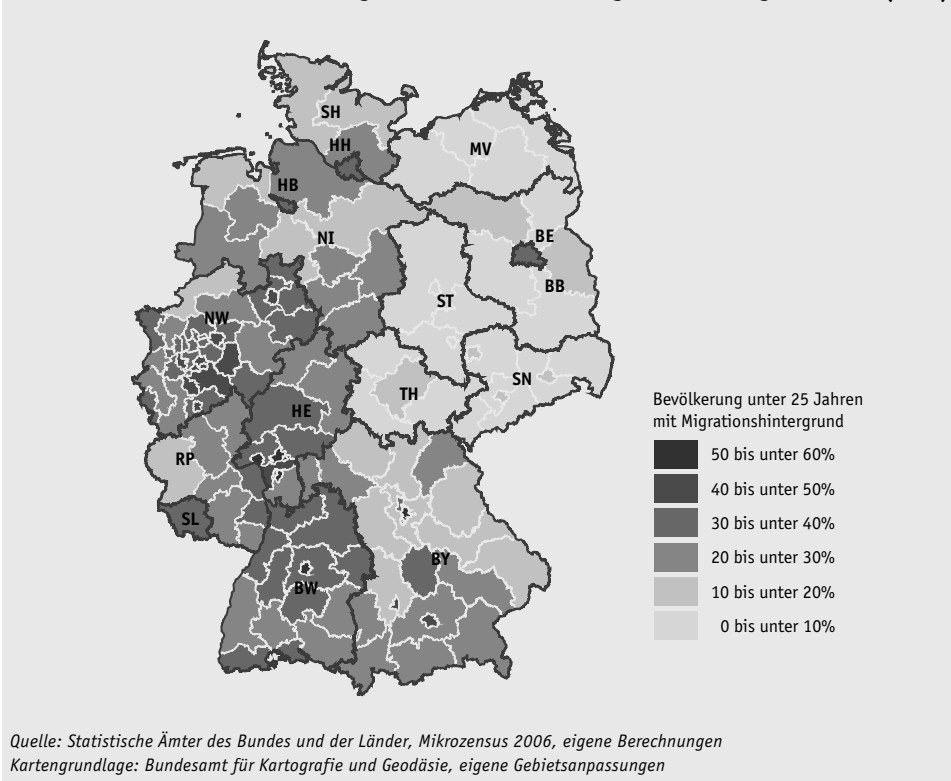 SH
HH
MV
HB
NI
BE
BB
ST
NW
SN
TH
HE
RP
SL
BY
BW
Bevölkerung unter 25 Jahren
mit Migrationshintergrund
50 bis unter 60%
40 bis unter 50%
30 bis unter 40%
20 bis unter 30%
10 bis unter 20%
0 bis unter 10%
Quelle: Statistische Ämter des Bundes und der Länder, Mikrozensus 2006, eigene Berechnungen
Kartengrundlage: Bundesamt für Kartografie und Geodäsie, eigene Gebietsanpassungen